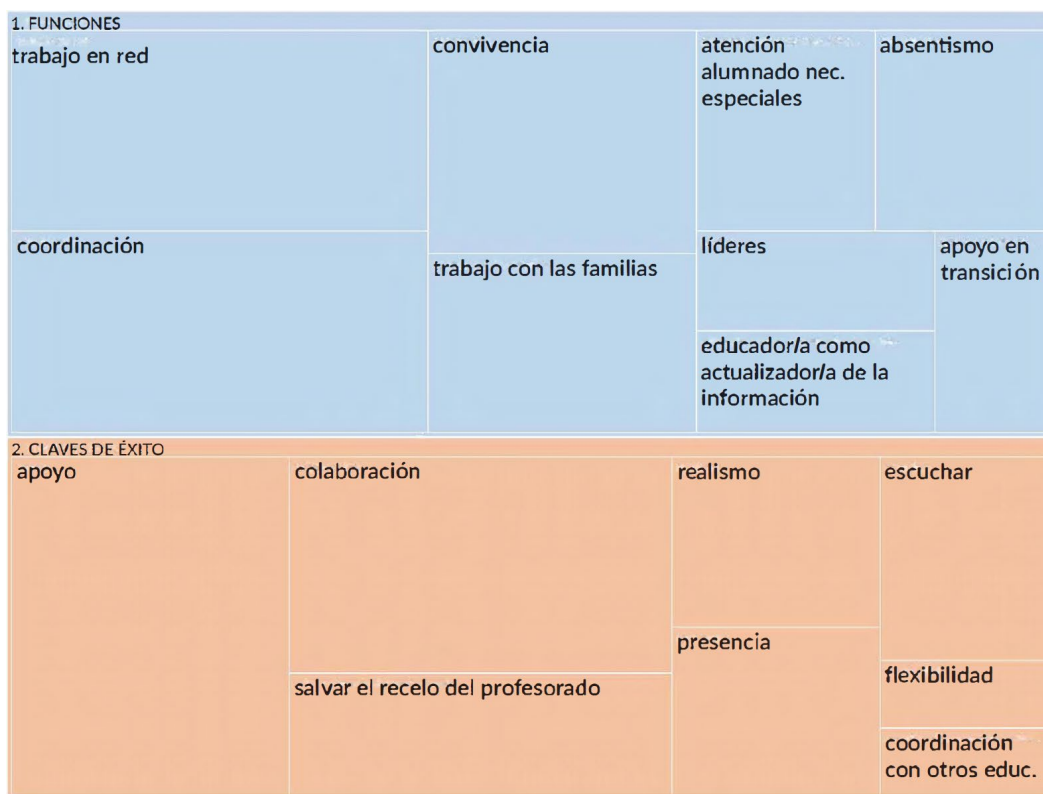 1. FUNCIONES
trabajo en red
convivencia
atención
alumnado nec.
especiales
absentismo
coordinación
trabajo con las familias
líderes
apoyo en
transición
educador/a como
actualizador/a de la
información
2. CLAVES DE ÉXITO
apoyo
colaboración
realismo
escuchar
salvar el recelo del profesorado
presencia
flexibilidad
coordinación
con otros educ.